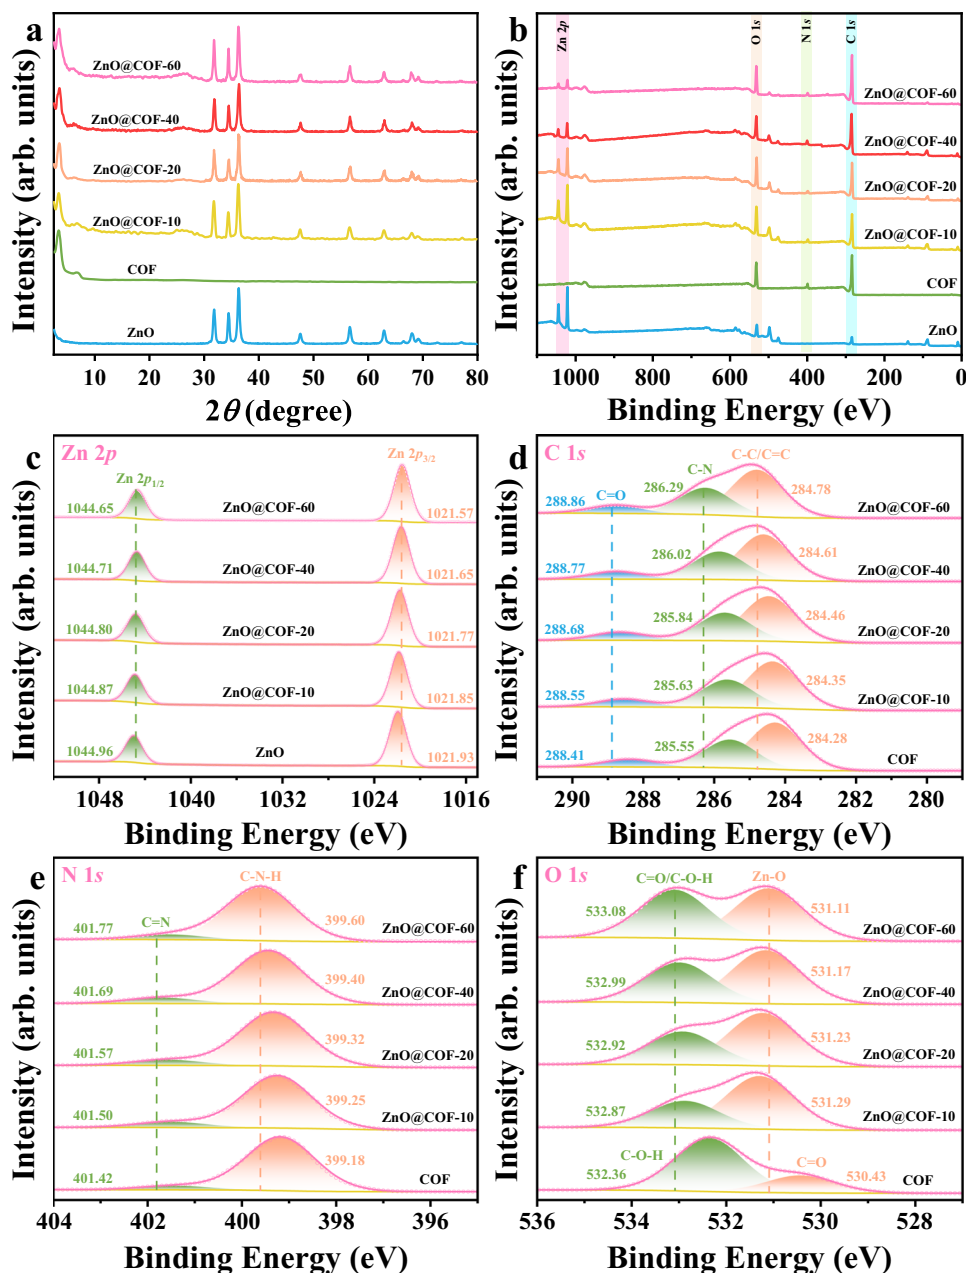 a
ZnO@COF-60
ZnO@COF-40
ZnO@COF-20
ZnO@COF-10
COF
ZnO
10 20 30 40 50 60 70 80
2θ (degree)
Intensity (arb. units)
b
Zn 2p
O 1s
N 1s
C 1s
ZnO@COF-60
ZnO@COF-40
ZnO@COF-20
ZnO@COF-10
COF
ZnO
1000 800 600 400 200 0
Binding Energy (eV)
Intensity (arb. units)
Zn 2p
c
Zn 2p1/2
Zn 2p3/2
1044.65 ZnO@COF-60 1021.57
1044.71 ZnO@COF-40 1021.65
1044.80 ZnO@COF-20 1021.77
1044.87 ZnO@COF-10 1021.85
1044.96 ZnO 1021.93
1048 1040 1032 1024 1016
Binding Energy (eV)
Intensity (arb. units)
C 1s
d
C-C/C=C
C-N
C=O
288.86 286.29 284.78
ZnO@COF-60
288.77 286.02 284.61
ZnO@COF-40
288.68 285.84 284.46
ZnO@COF-20
288.55 285.63 284.35
ZnO@COF-10
288.41 285.55 284.28
COF
290 288 286 284 282 280
Binding Energy (eV)
Intensity (arb. units)
e
N 1s
C-N-H
C=N
401.77 399.60
ZnO@COF-60
401.69 399.40
ZnO@COF-40
401.57 399.32
ZnO@COF-20
401.50 399.25
ZnO@COF-10
401.42 399.18
COF
404 402 400 398 396
Binding Energy (eV)
Intensity (arb. units)
f
O 1s
C=O/C-O-H
Zn-O
533.08 531.11
ZnO@COF-60
532.99 531.17
ZnO@COF-40
532.92 531.23
ZnO@COF-20
532.87 531.29
ZnO@COF-10
C-O-H
C=O
532.36 530.43
COF
536 534 532 530 528
Binding Energy (eV)
Intensity (arb. units)